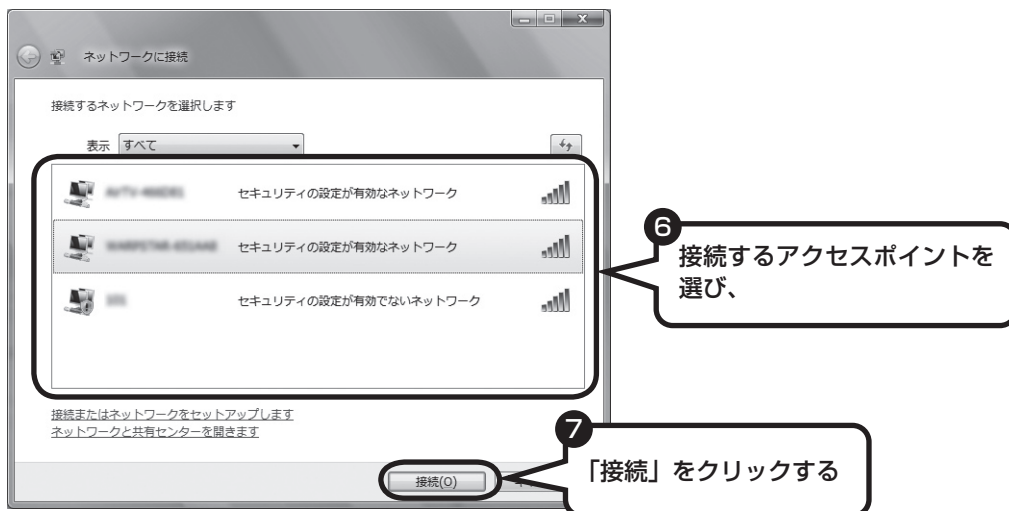 ネットワークに接続
接続するネットワークを選択します
表示 すべて
セキュリティの設定が有効なネットワーク
セキュリティの設定が有効なネットワーク
セキュリティの設定が有効でないネットワーク
6
接続するアクセスポイントを
選び、
接続またはネットワークをセットアップします
ネットワークと共有センターを開きます
7
「接続」をクリックする
接続(O)